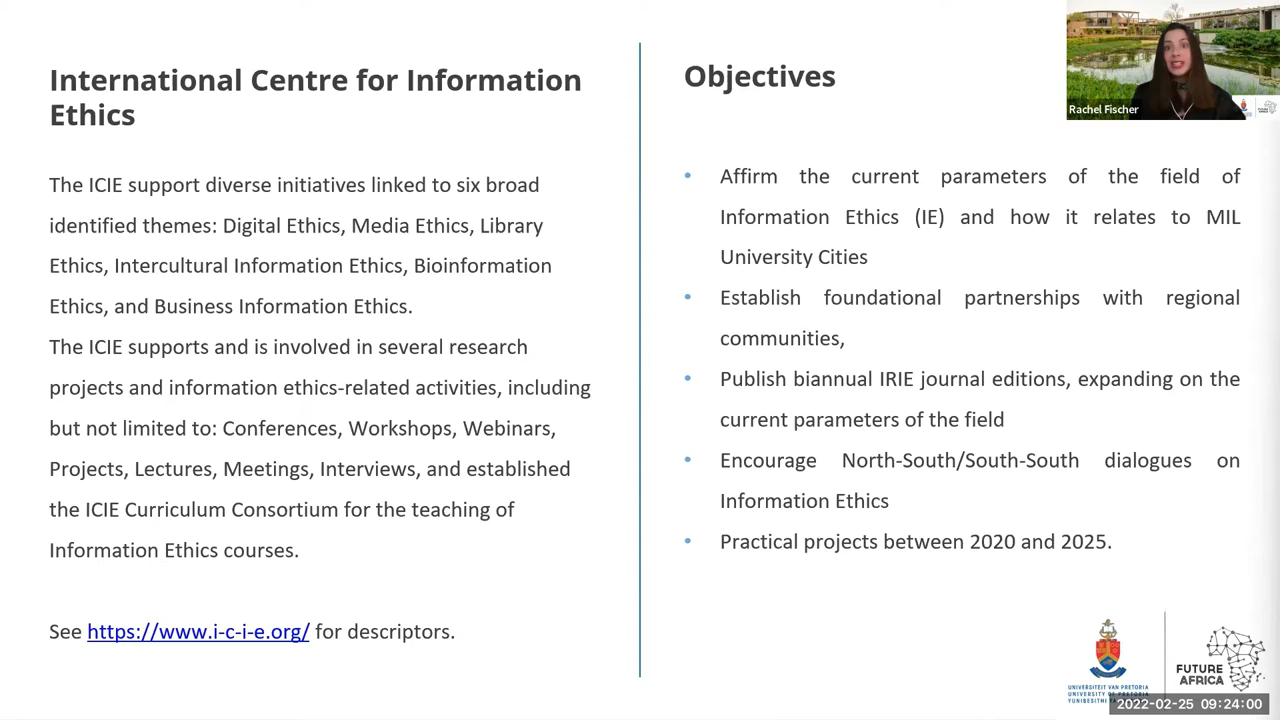 International Centre for Information
Ethics
The ICIE support diverse initiatives linked to six broad
identified themes: Digital Ethics, Media Ethics, Library
Ethics, Intercultural Information Ethics, Bioinformation
Ethics, and Business Information Ethics.
The ICIE supports and is involved in several research
projects and information ethics-related activities, including
but not limited to: Conferences, Workshops, Webinars,
Projects, Lectures, Meetings, Interviews, and established
the ICIE Curriculum Consortium for the teaching of
Information Ethics courses.
See https://www.i-c-i-e.org/ for descriptors.
Objectives
• Affirm the current parameters of the field of
Information Ethics (IE) and how it relates to MIL
University Cities
• Establish foundational partnerships with regional
communities,
• Publish biannual IRIE journal editions, expanding on the
current parameters of the field
• Encourage North-South/South-South dialogues on
Information Ethics
• Practical projects between 2020 and 2025.
Rachel Fischer
UNIVERSITEIT VAN PRETORIA
UNIVERSITY OF
YUNIBESITHI
FUTURE
AFRICA
2022-02-25 09:24:00